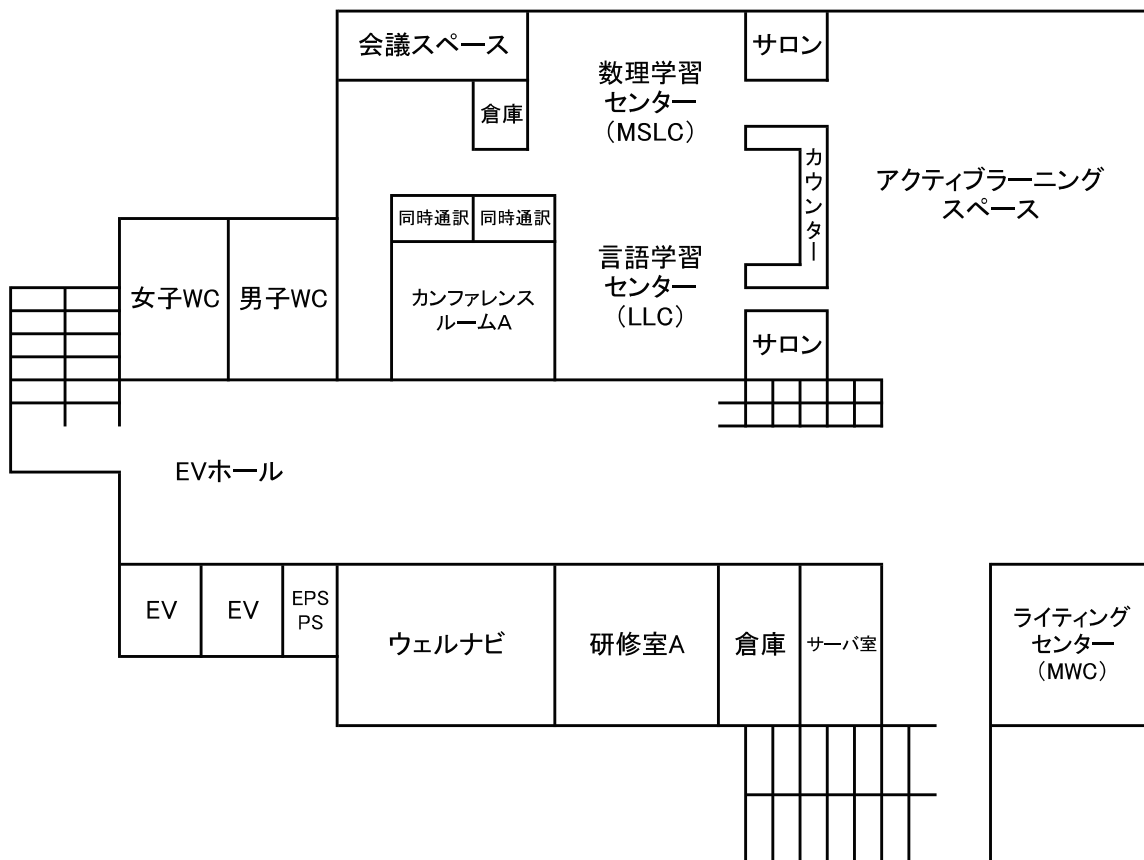 会議スペース
サロン
数理学習
センター
（MSLC）
倉庫
カウンター
アクティブラーニング
スペース
同時通訳
同時通訳
言語学習
センター
（LLC）
女子WC
男子WC
カンファレンス
ルームA
サロン
EVホール
EV
EV
EPS
PS
ウェルナビ
研修室A
倉庫
サーバ室
ライティング
センター
（MWC）